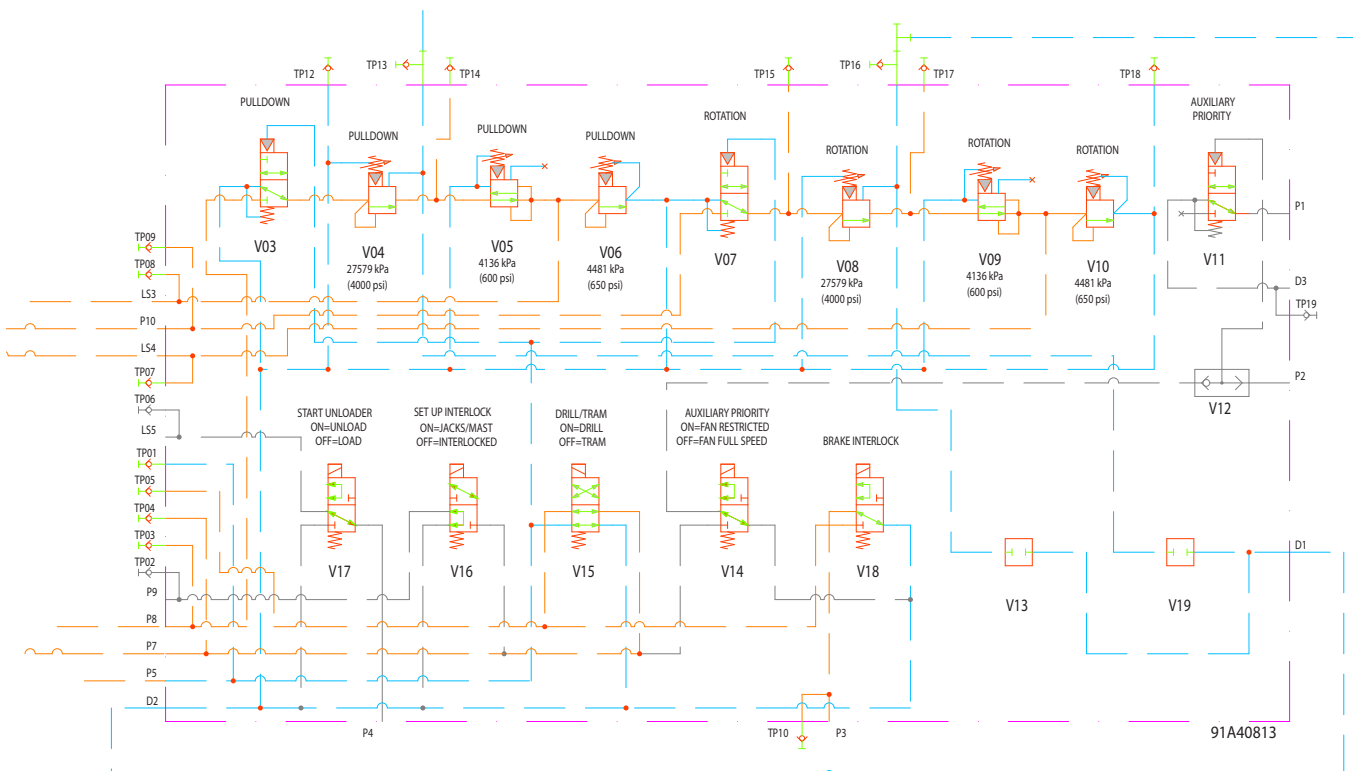 TP12
TP13
TP14
TP15
TP16
TP17
TP18
PULLDOWN
PULLDOWN
PULLDOWN
PULLDOWN
ROTATION
ROTATION
ROTATION
ROTATION
AUXILIARY
PRIORITY
V03
V04
27579 kPa
(4000 psi)
V05
4136 kPa
(600 psi)
V06
4481 kPa
(650 psi)
V07
V08
27579 kPa
(4000 psi)
V09
4136 kPa
(600 psi)
V10
4481 kPa
(650 psi)
V11
P1
D3
TP19
P2
V12
TP09
TP08
LS3
P10
LS4
TP07
TP06
LS5
TP01
TP05
TP04
TP03
TP02
P9
P8
P7
P5
D2
START UNLOADER
ON=UNLOAD
OFF=LOAD
SET UP INTERLOCK
ON=JACKS/MAST
OFF=INTERLOCKED
DRILL/TRAM
ON=DRILL
OFF=TRAM
AUXILIARY PRIORITY
ON=FAN RESTRICTED
OFF=FAN FULL SPEED
BRAKE INTERLOCK
V17
V16
V15
V14
V18
V13
V19
D1
P4
TP10
P3
91A40813